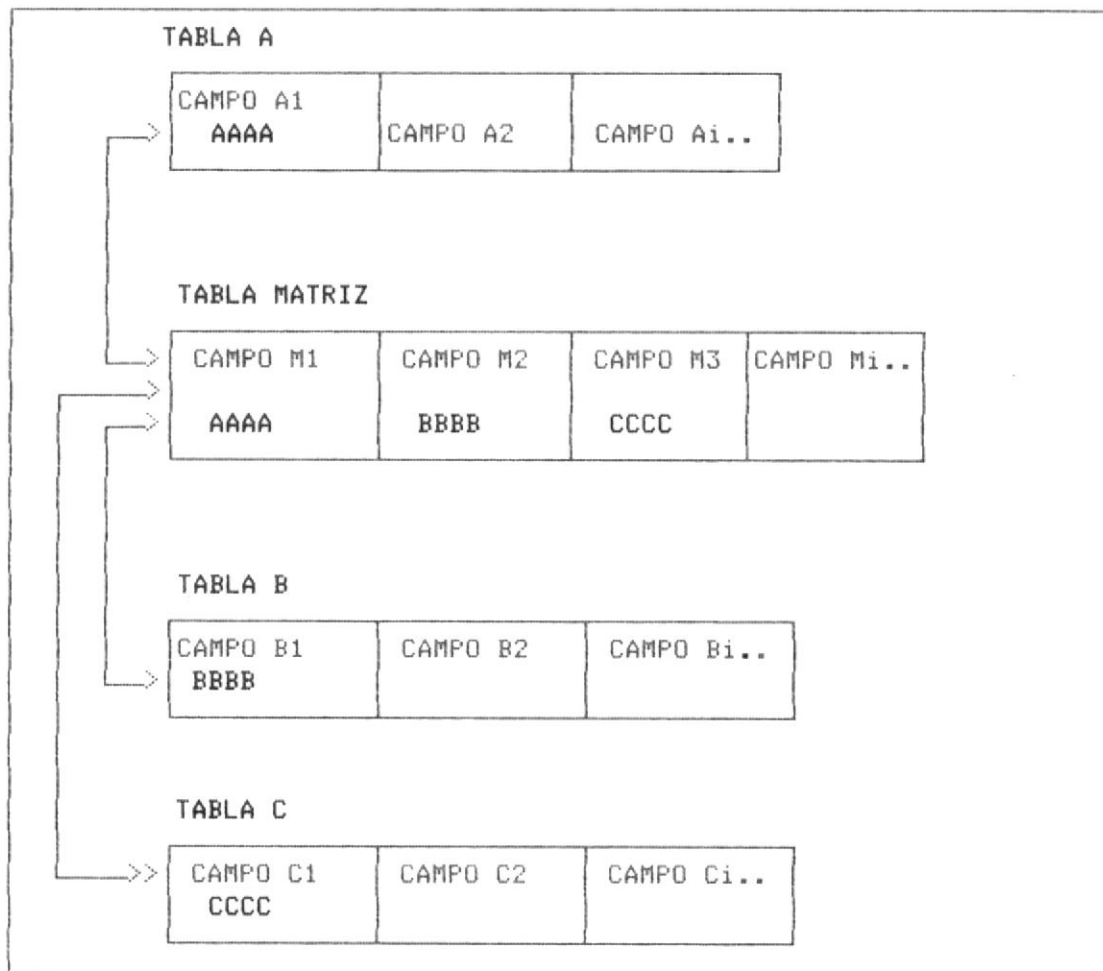 TABLA A
CAMPO A1
AAAA CAMPO A2 CAMPO Ai..
TABLA MATRIZ
CAMPO M1 CAMPO M2 CAMPO M3 CAMPO Mi..
AAAA BBBB CCCC
TABLA B
CAMPO B1 CAMPO B2 CAMPO Bi..
BBBB
TABLA C
CAMPO C1 CAMPO C2 CAMPO Ci..
CCCC